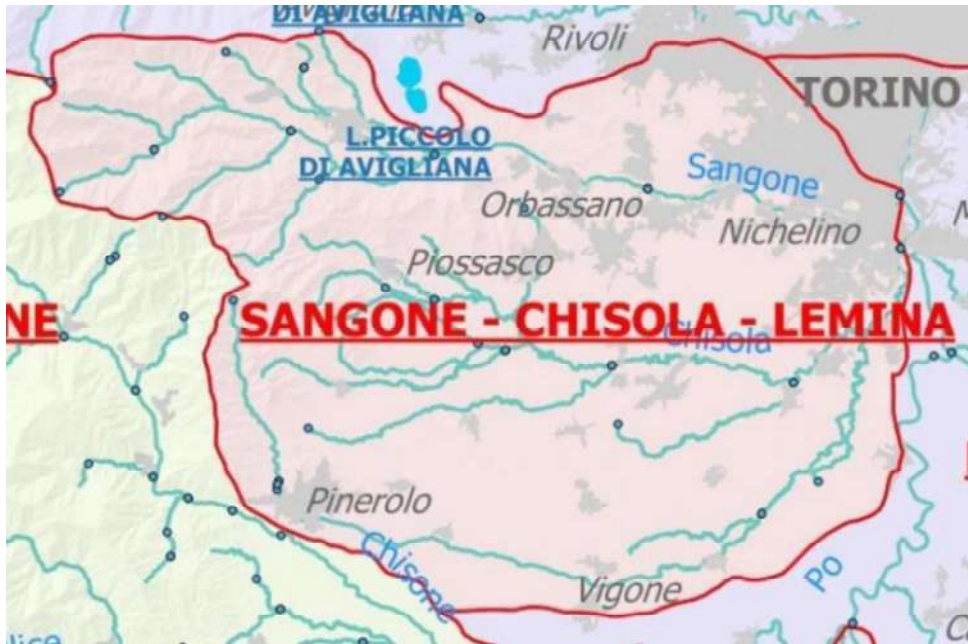 DI AVIGLIANA
Rivoli
TORINO
L.PICCOLO
DI AVIGLIANA
Sangone
Orbassano
Nichelino
Piossasco
NE
SANGONE - CHISOLA - LEMINA
Chisola
Pinerolo
Chisone
Vigone
Po